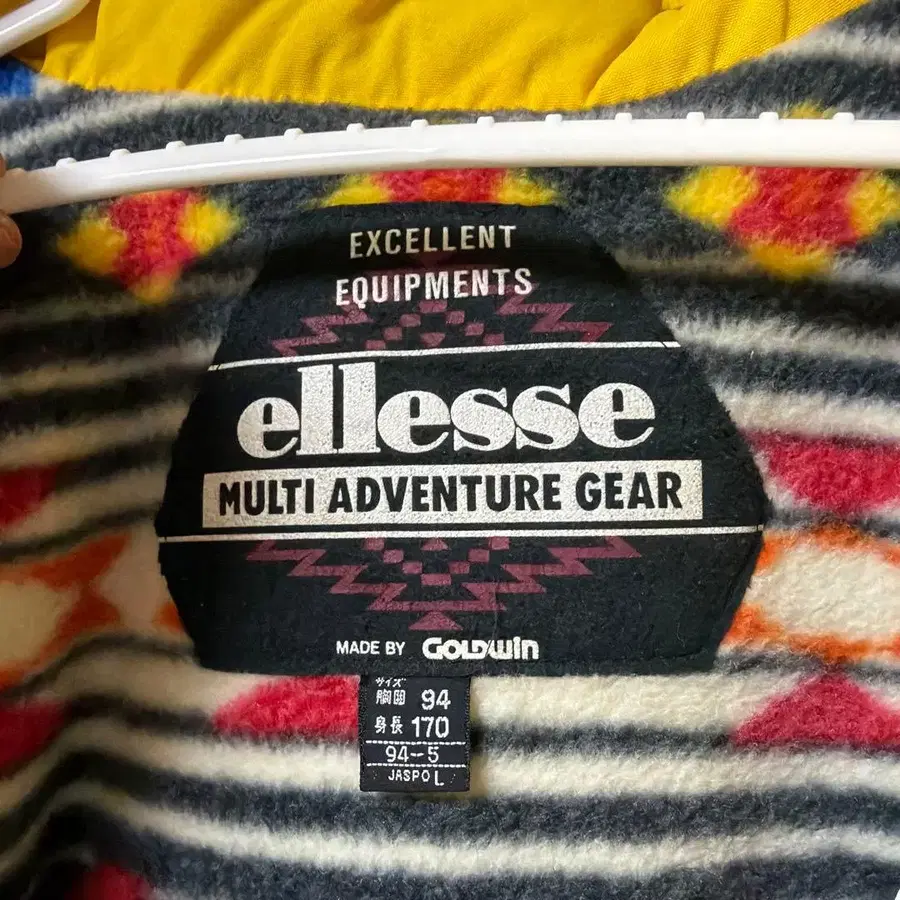 EXCELLENT
EQUIPMENTS
ellesse
MULTI ADVENTURE GEAR
MADE BY GOLDWIN
サイズ
胸囲 94
身長 170
94-5
JASPO L